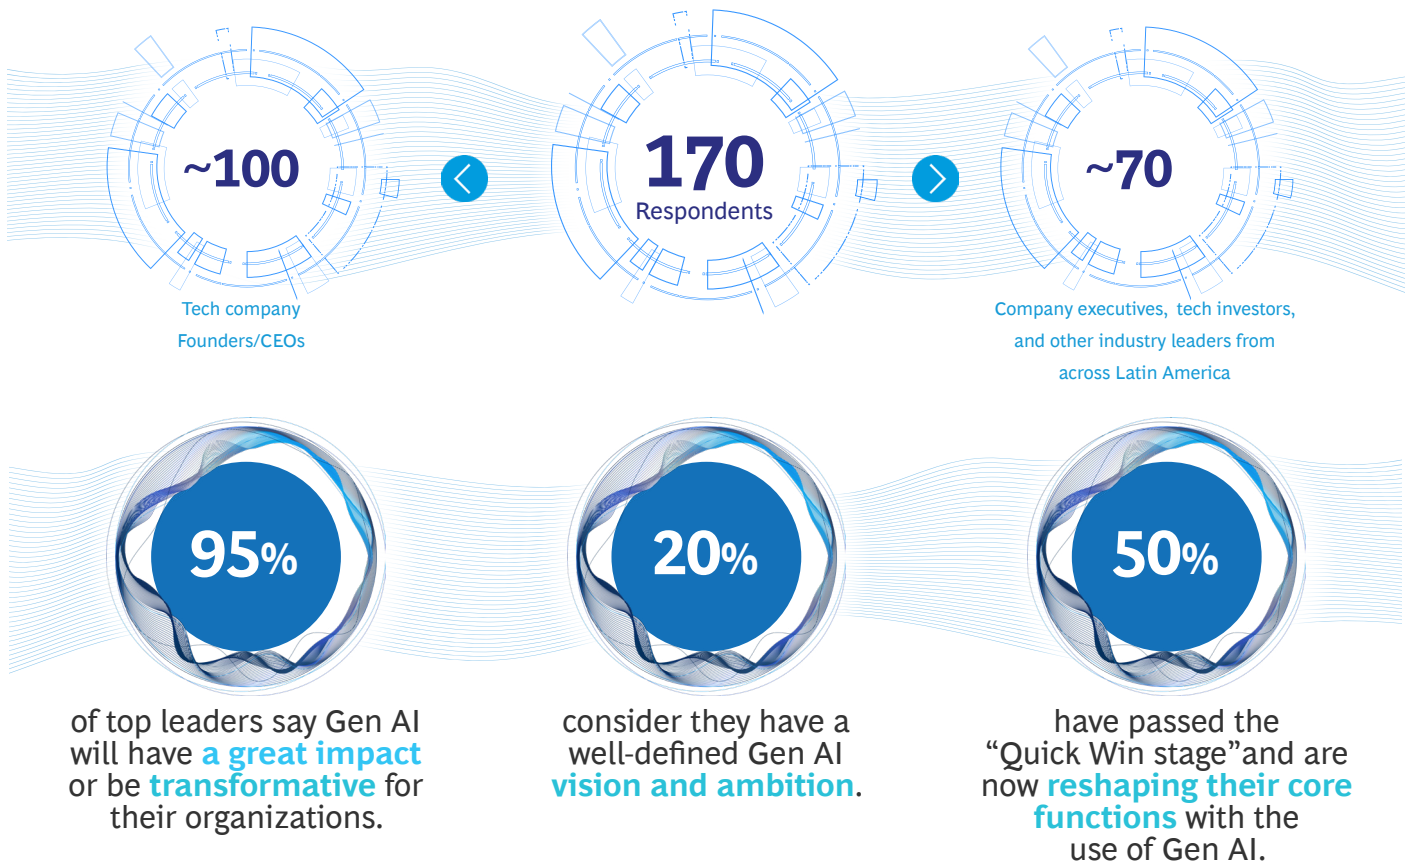 ~100
170
Respondents
~70
Tech company
Founders/CEOs
Company executives, tech investors,
and other industry leaders from
across Latin America
95%
of top leaders say Gen AI
will have a great impact
or be transformative for
their organizations.
20%
consider they have a
well-defined Gen AI
vision and ambition.
50%
have passed the
“Quick Win stage”and are
now reshaping their core
functions with the
use of Gen AI.